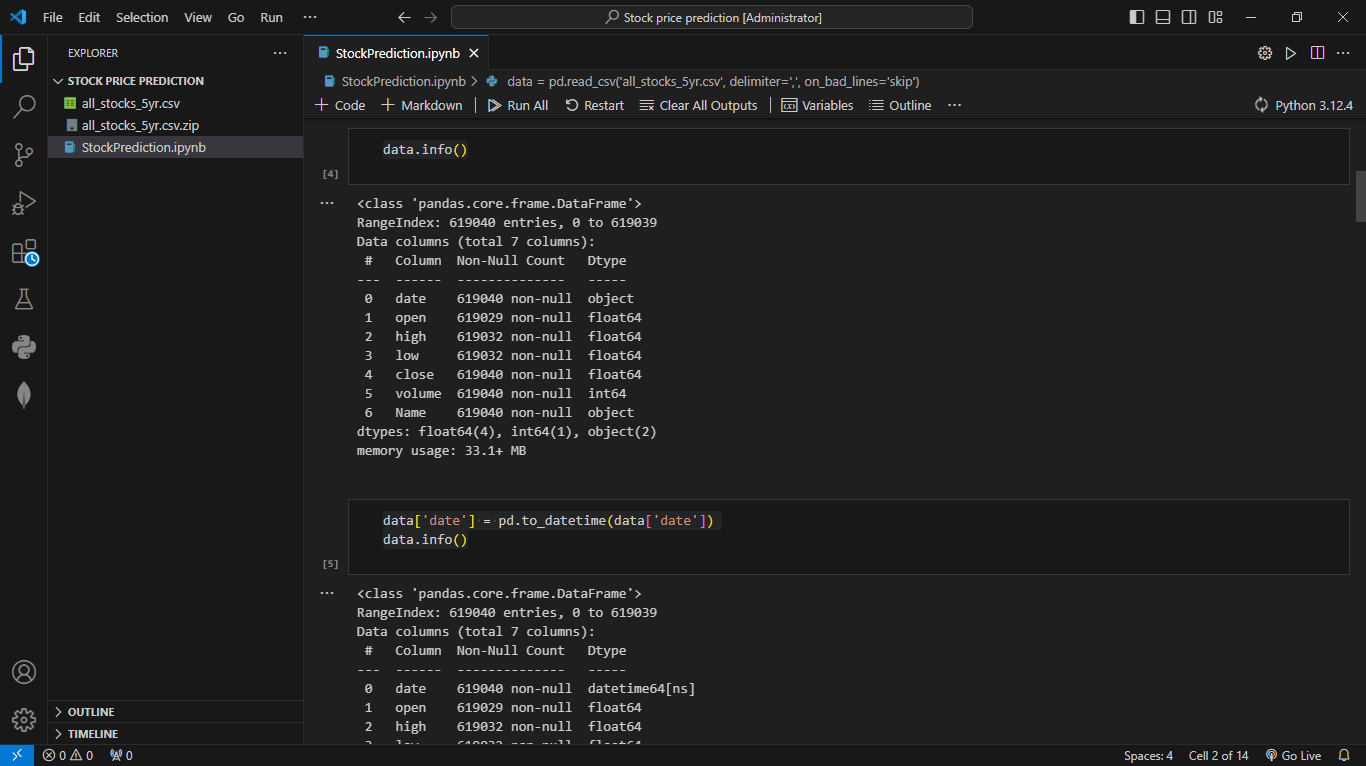 File Edit Selection View Go Run ··· Stock price prediction [Administrator]
EXPLORER ···
STOCK PRICE PREDICTION
all_stocks_5yr.csv
all_stocks_5yr.csv.zip
StockPrediction.ipynb
OUTLINE
TIMELINE
StockPrediction.ipynb
StockPrediction.ipynb > data = pd.read_csv('all_stocks_5yr.csv', delimiter=',', on_bad_lines='skip')
+ Code + Markdown | Run All Restart Clear All Outputs | Variables Outline ··· Python 3.12.4
data.info()
[4]
<class 'pandas.core.frame.DataFrame'>
RangeIndex: 619040 entries, 0 to 619039
Data columns (total 7 columns):
# Column Non-Null Count Dtype
--- ------ -------------- -----
0 date 619040 non-null object
1 open 619029 non-null float64
2 high 619032 non-null float64
3 low 619032 non-null float64
4 close 619040 non-null float64
5 volume 619040 non-null int64
6 Name 619040 non-null object
dtypes: float64(4), int64(1), object(2)
memory usage: 33.1+ MB
data['date'] = pd.to_datetime(data['date'])
data.info()
[5]
<class 'pandas.core.frame.DataFrame'>
RangeIndex: 619040 entries, 0 to 619039
Data columns (total 7 columns):
# Column Non-Null Count Dtype
--- ------ -------------- -----
0 date 619040 non-null datetime64[ns]
1 open 619029 non-null float64
2 high 619032 non-null float64
0 0 0 Spaces: 4 Cell 2 of 14 Go Live